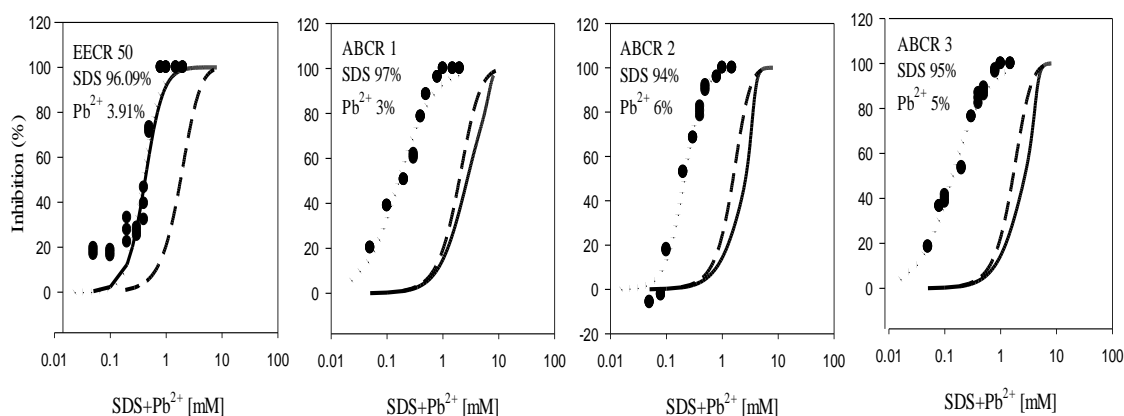 Inhibition (%)
120
100
80
60
40
20
0
-20
EECR 50
SDS 96.09%
Pb²⁺ 3.91%
0.01 0.1 1 10 100
SDS+Pb²⁺ [mM]
120
100
80
60
40
20
0
ABCR 1
SDS 97%
Pb²⁺ 3%
0.01 0.1 1 10 100
SDS+Pb²⁺ [mM]
120
100
80
60
40
20
0
-20
ABCR 2
SDS 94%
Pb²⁺ 6%
0.01 0.1 1 10 100
SDS+Pb²⁺ [mM]
120
100
80
60
40
20
0
ABCR 3
SDS 95%
Pb²⁺ 5%
0.01 0.1 1 10 100
SDS+Pb²⁺ [mM]